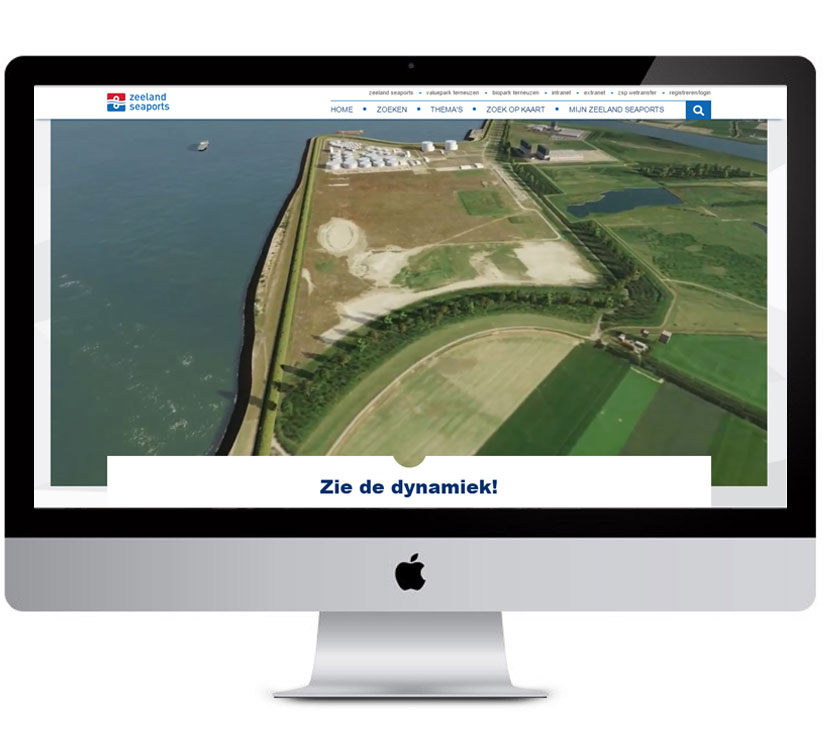 zeeland seaports • valuepark terneuzen • biopark terneuzen • intranet • extranet • zsp wetransfer • registreren/login
zeeland
seaports
HOME • ZOEKEN • THEMA'S • ZOEK OP KAART • MIJN ZEELAND SEAPORTS
Zie de dynamiek!